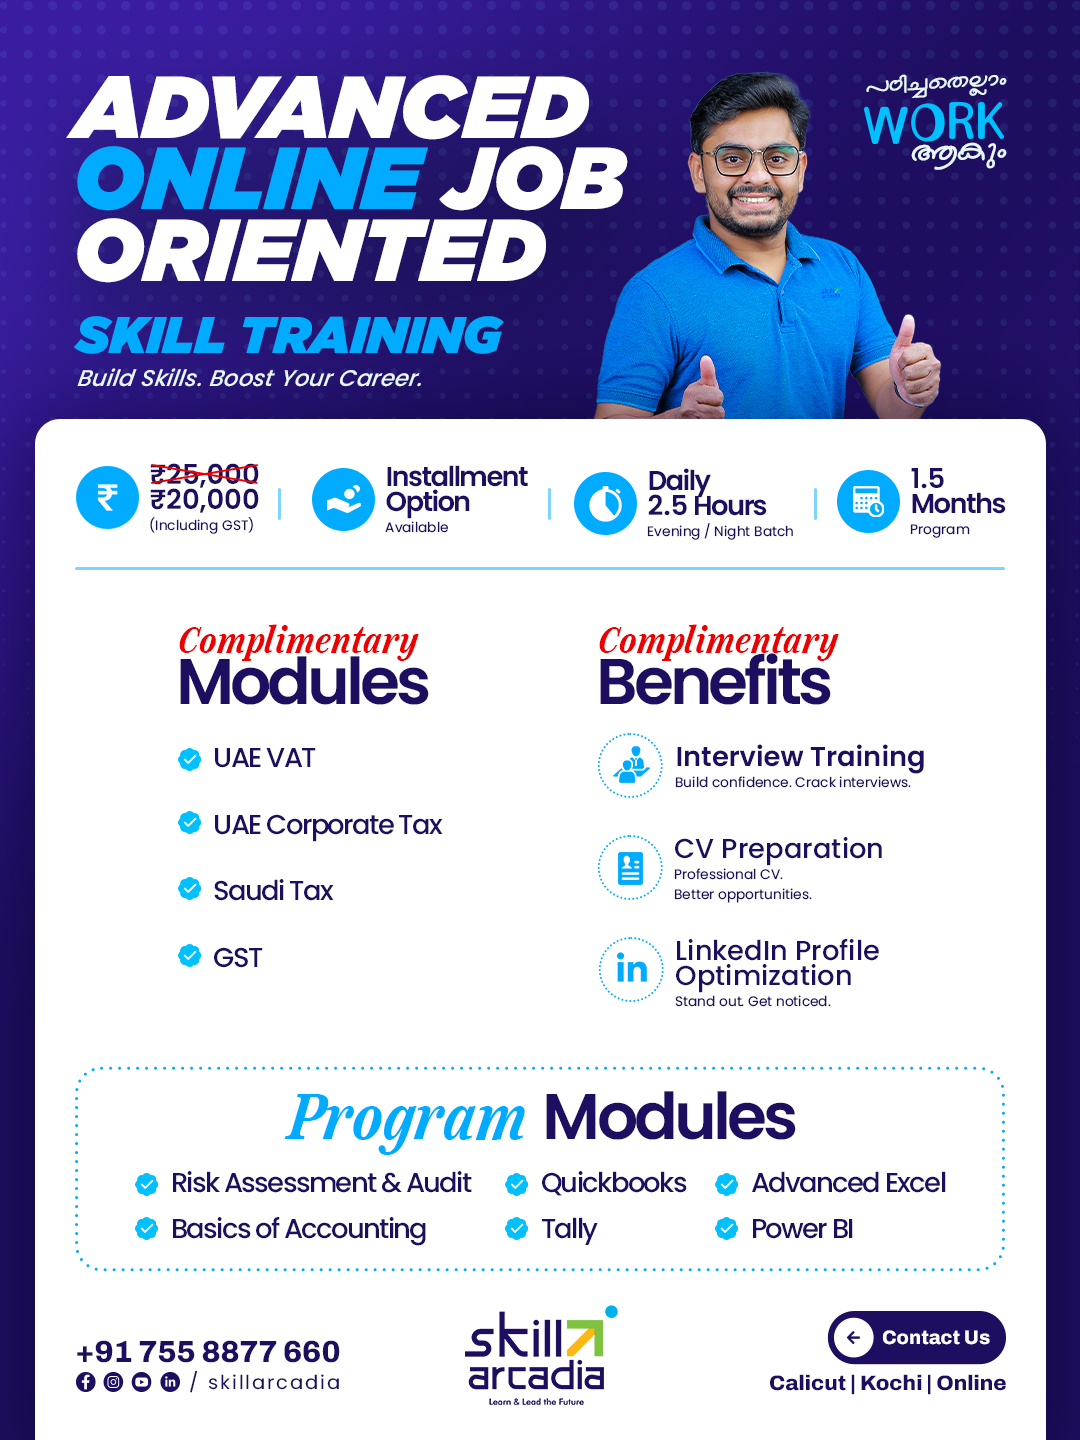 ADVANCED
ONLINE JOB
ORIENTED
SKILL TRAINING
Build Skills. Boost Your Career.
പഠിച്ചതെല്ലാം
WORK
ആകും
₹25,000
₹20,000
(Including GST)
Installment
Option
Available
Daily
2.5 Hours
Evening / Night Batch
1.5
Months
Program
Complimentary
Modules
UAE VAT
UAE Corporate Tax
Saudi Tax
GST
Complimentary
Benefits
Interview Training
Build confidence. Crack interviews.
CV Preparation
Professional CV.
Better opportunities.
in
LinkedIn Profile
Optimization
Stand out. Get noticed.
Program Modules
Risk Assessment & Audit
Quickbooks
Advanced Excel
Basics of Accounting
Tally
Power BI
+91 755 8877 660
/ skillarcadia
skill
arcadia
Learn & Lead the Future
Contact Us
Calicut | Kochi | Online